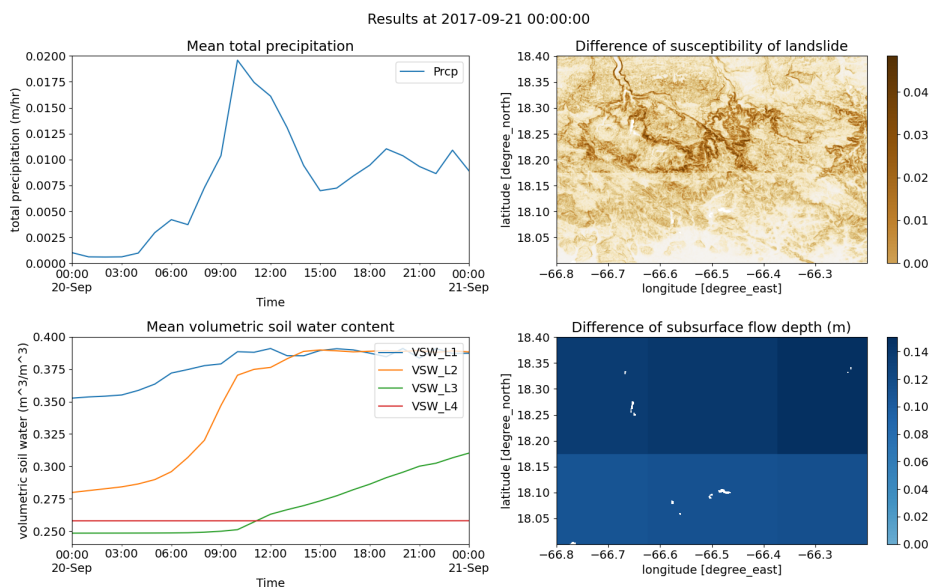 Results at 2017-09-21 00:00:00
Mean total precipitation
total precipitation (m/hr)
0.0200
0.0175
0.0150
0.0125
0.0100
0.0075
0.0050
0.0025
0.0000
Prcp
00:00 03:00 06:00 09:00 12:00 15:00 18:00 21:00 00:00
20-Sep 21-Sep
Time
Difference of susceptibility of landslide
latitude [degree_north]
18.40
18.35
18.30
18.25
18.20
18.15
18.10
18.05
−66.8 −66.7 −66.6 −66.5 −66.4 −66.3
longitude [degree_east]
0.04
0.03
0.02
0.01
0.00
Mean volumetric soil water content
volumetric soil water (m^3/m^3)
0.400
0.375
0.350
0.325
0.300
0.275
0.250
VSW_L1
VSW_L2
VSW_L3
VSW_L4
00:00 03:00 06:00 09:00 12:00 15:00 18:00 21:00 00:00
20-Sep 21-Sep
Time
Difference of subsurface flow depth (m)
latitude [degree_north]
18.40
18.35
18.30
18.25
18.20
18.15
18.10
18.05
−66.8 −66.7 −66.6 −66.5 −66.4 −66.3
longitude [degree_east]
0.14
0.12
0.10
0.08
0.06
0.04
0.02
0.00